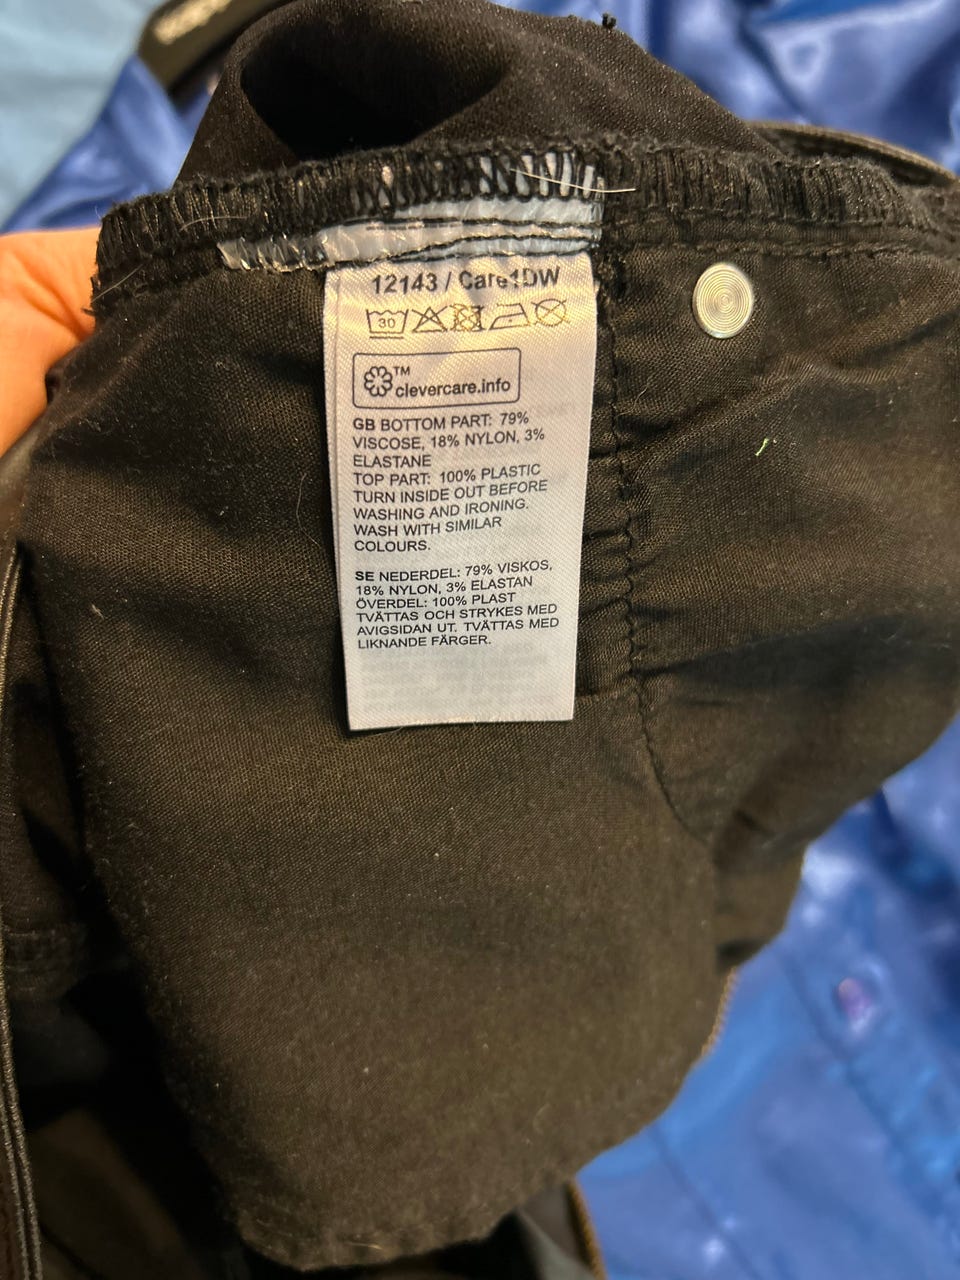 12143 / Care1DW
30
TM
clevercare.info
GB BOTTOM PART: 79%
VISCOSE, 18% NYLON, 3%
ELASTANE
TOP PART: 100% PLASTIC
TURN INSIDE OUT BEFORE
WASHING AND IRONING.
WASH WITH SIMILAR
COLOURS.
SE NEDERDEL: 79% VISKOS,
18% NYLON, 3% ELASTAN
ÖVERDEL: 100% PLAST
TVÄTTAS OCH STRYKES MED
AVIGSIDAN UT. TVÄTTAS MED
LIKNANDE FÄRGER.